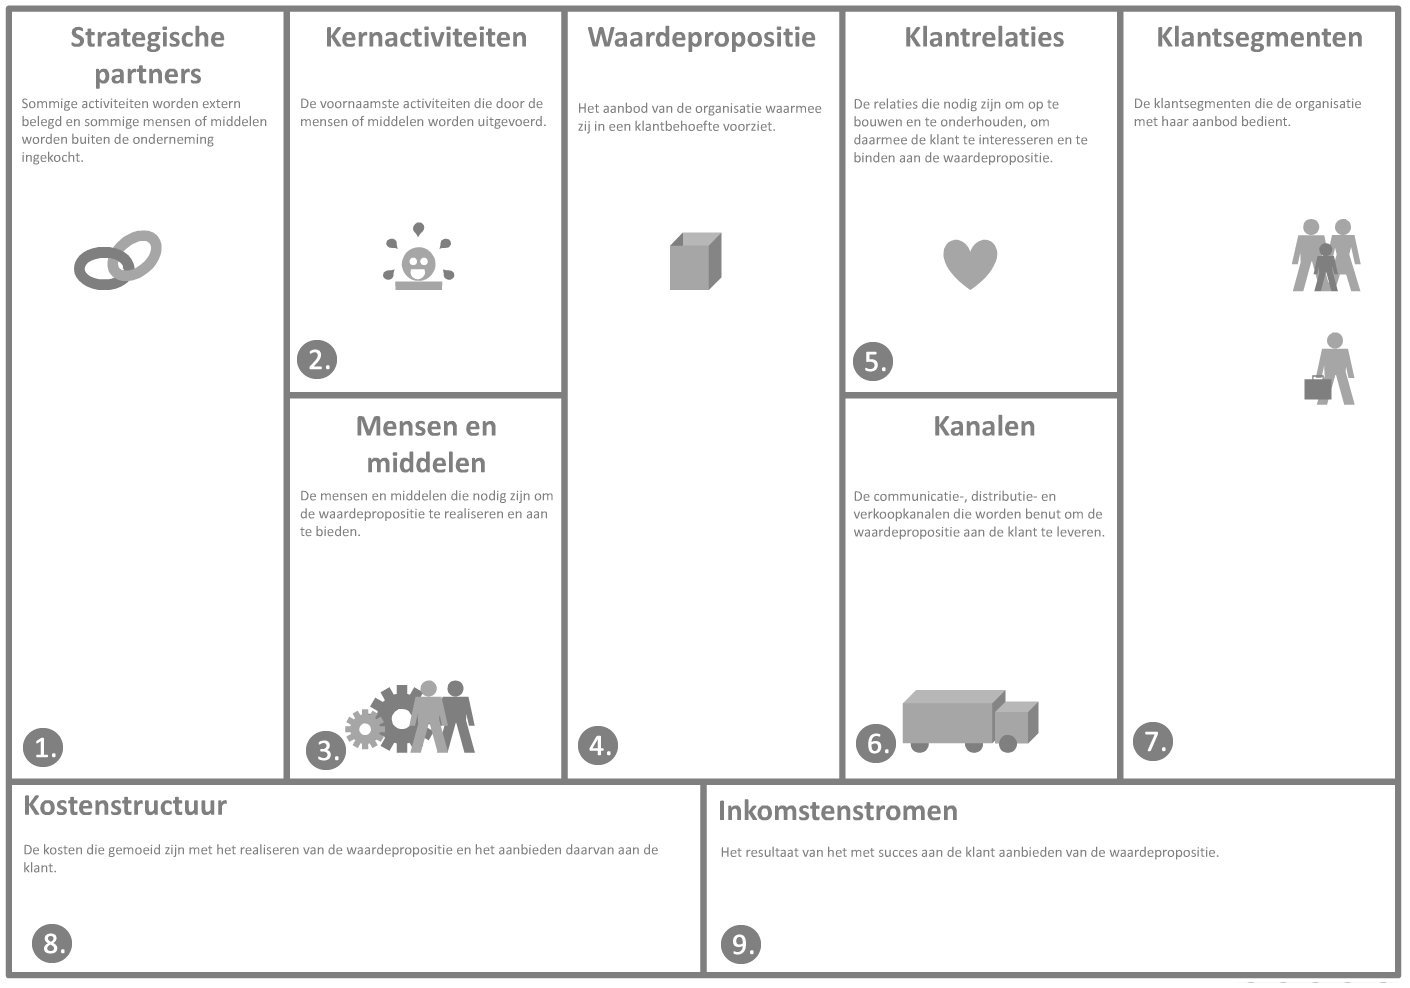 Strategische
partners
Sommige activiteiten worden extern
belegd en sommige mensen of middelen
worden buiten de onderneming
ingekocht.
1.
Kernactiviteiten
De voornaamste activiteiten die door de
mensen of middelen worden uitgevoerd.
2.
Mensen en
middelen
De mensen en middelen die nodig zijn om
de waardepropositie te realiseren en aan
te bieden.
3.
Waardepropositie
Het aanbod van de organisatie waarmee
zij in een klantbehoefte voorziet.
4.
Klantrelaties
De relaties die nodig zijn om op te
bouwen en te onderhouden, om
daarmee de klant te interesseren en te
binden aan de waardepropositie.
5.
Kanalen
De communicatie-, distributie- en
verkoopkanalen die worden benut om de
waardepropositie aan de klant te leveren.
6.
Klantsegmenten
De klantsegmenten die de organisatie
met haar aanbod bedient.
7.
Kostenstructuur
De kosten die gemoeid zijn met het realiseren van de waardepropositie en het aanbieden daarvan aan de
klant.
8.
Inkomstenstromen
Het resultaat van het met succes aan de klant aanbieden van de waardepropositie.
9.